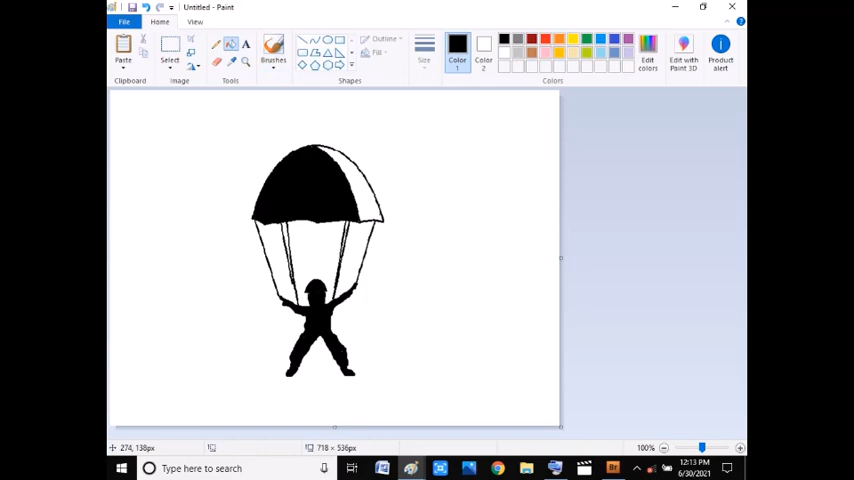 Untitled - Paint
File
Home
View
Paste
Select
Brushes
Outline
Fill
Size
Color
1
Color
2
Edit
colors
Edit with
Paint 3D
Product
alert
Clipboard
Image
Tools
Shapes
Colors
274, 138px
718 × 536px
100%
Type here to search
Br
12:13 PM
6/30/2021